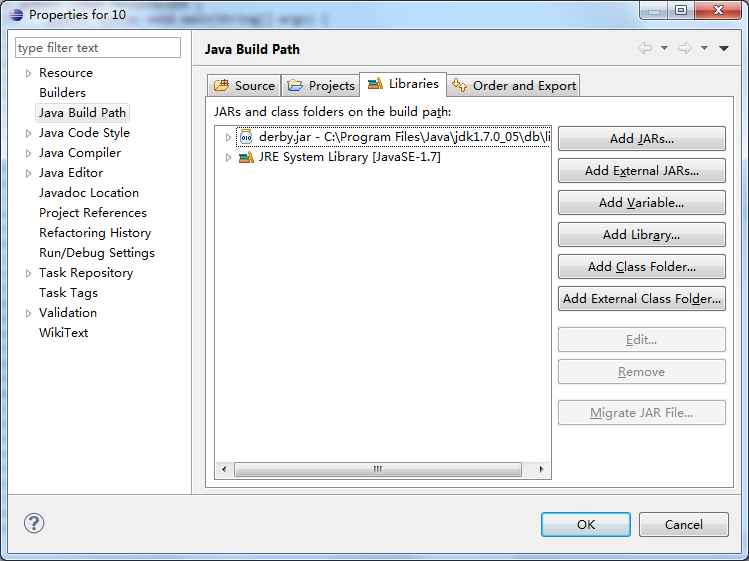 Properties for 10
type filter text
Resource
Builders
Java Build Path
Java Code Style
Java Compiler
Java Editor
Javadoc Location
Project References
Refactoring History
Run/Debug Settings
Task Repository
Task Tags
Validation
WikiText
Java Build Path
Source Projects Libraries Order and Export
JARs and class folders on the build path:
derby.jar - C:\Program Files\Java\jdk1.7.0_05\db\li
JRE System Library [JavaSE-1.7]
Add JARs...
Add External JARs...
Add Variable...
Add Library...
Add Class Folder...
Add External Class Folder...
Edit...
Remove
Migrate JAR File...
OK Cancel